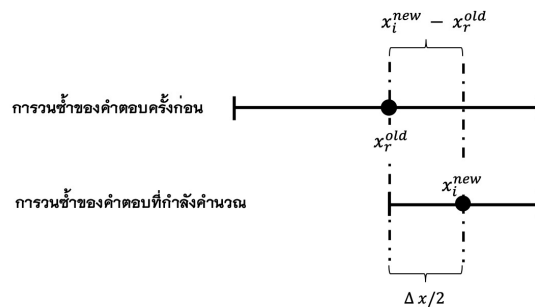 x_i^{new} − x_r^{old}
การวนซ้ำของคำตอบครั้งก่อน
x_r^{old}
x_i^{new}
การวนซ้ำของคำตอบที่กำลังคำนวณ
Δ x/2